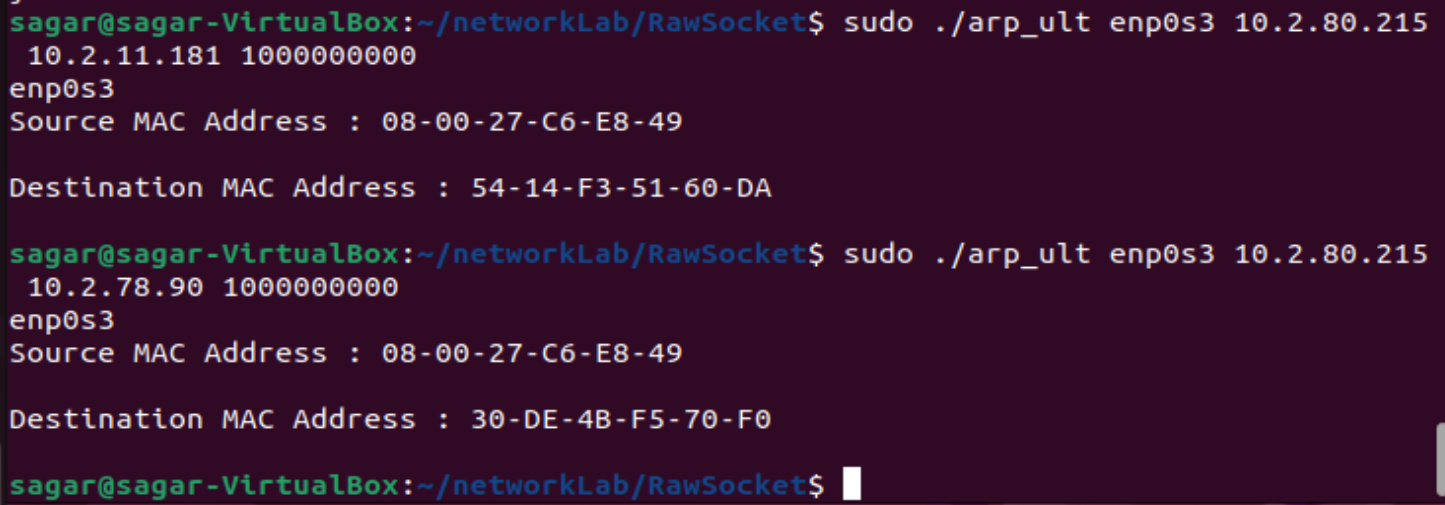 sagar@sagar-VirtualBox:~/networkLab/RawSocket$ sudo ./arp_ult enp0s3 10.2.80.215
 10.2.11.181 1000000000
enp0s3
Source MAC Address : 08-00-27-C6-E8-49
Destination MAC Address : 54-14-F3-51-60-DA
sagar@sagar-VirtualBox:~/networkLab/RawSocket$ sudo ./arp_ult enp0s3 10.2.80.215
 10.2.78.90 1000000000
enp0s3
Source MAC Address : 08-00-27-C6-E8-49
Destination MAC Address : 30-DE-4B-F5-70-F0
sagar@sagar-VirtualBox:~/networkLab/RawSocket$